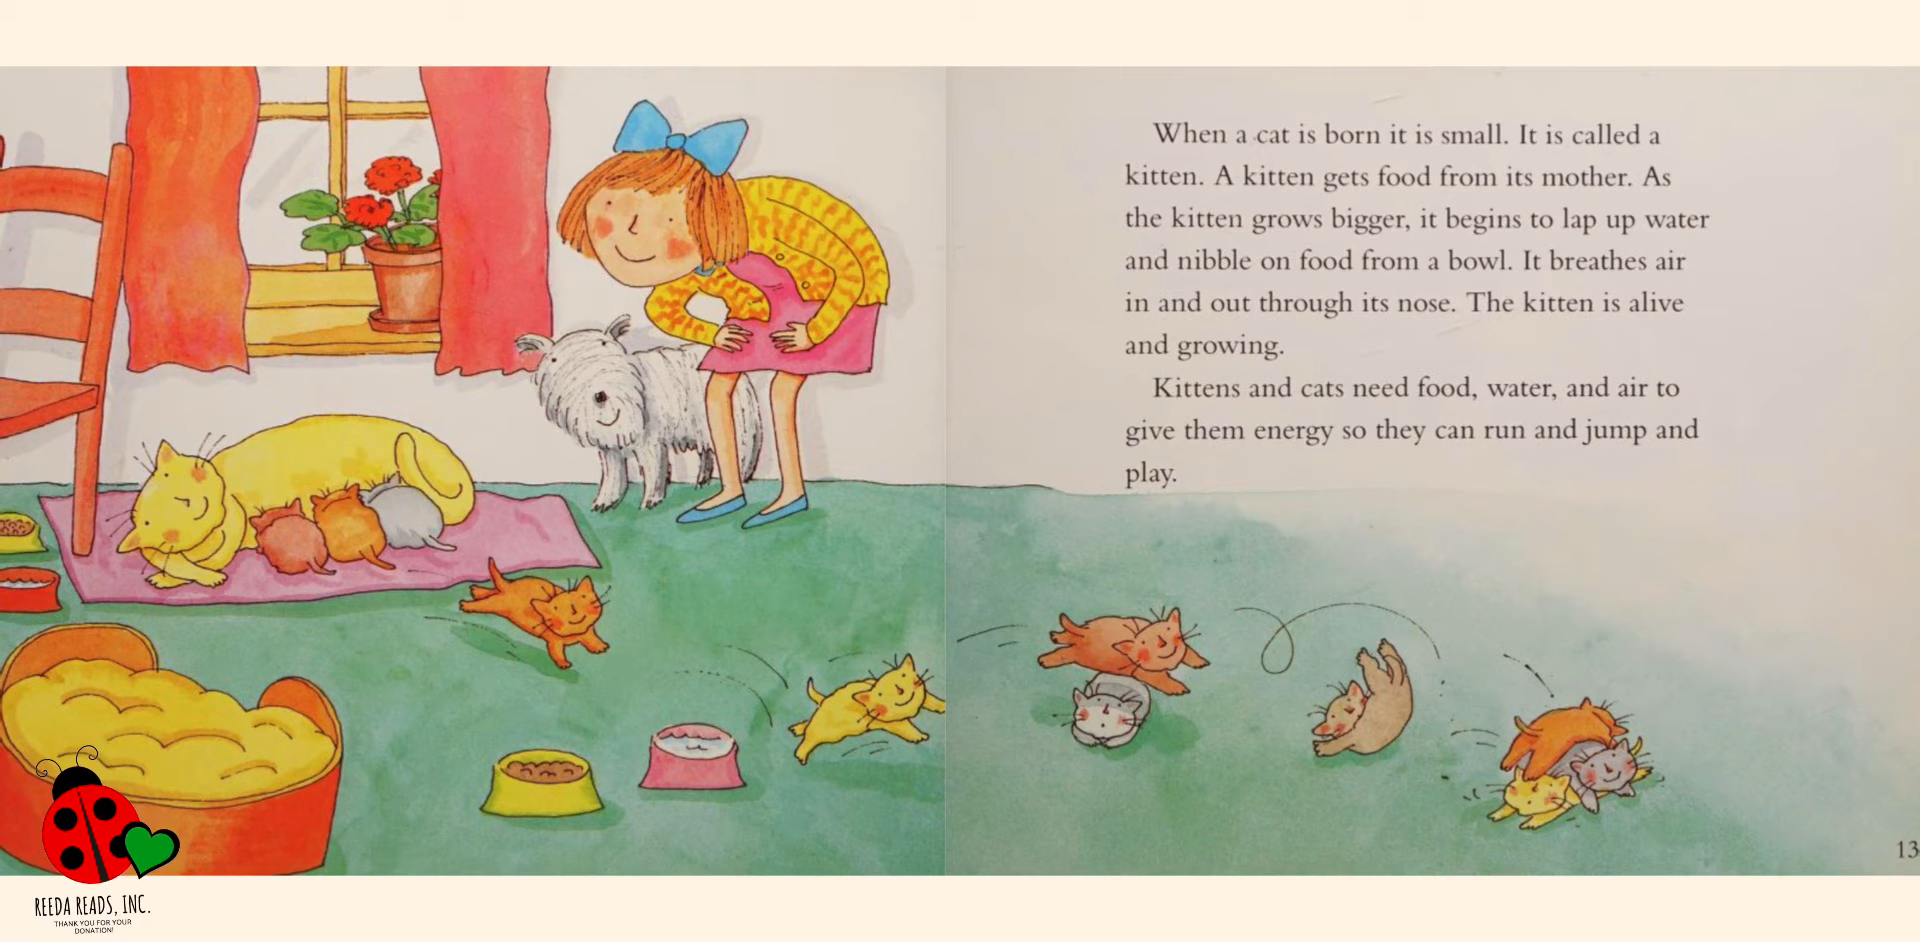 When a cat is born it is small. It is called a
kitten. A kitten gets food from its mother. As
the kitten grows bigger, it begins to lap up water
and nibble on food from a bowl. It breathes air
in and out through its nose. The kitten is alive
and growing.
Kittens and cats need food, water, and air to
give them energy so they can run and jump and
play.
13
REEDA READS, INC.
THANK YOU FOR YOUR
DONATION!